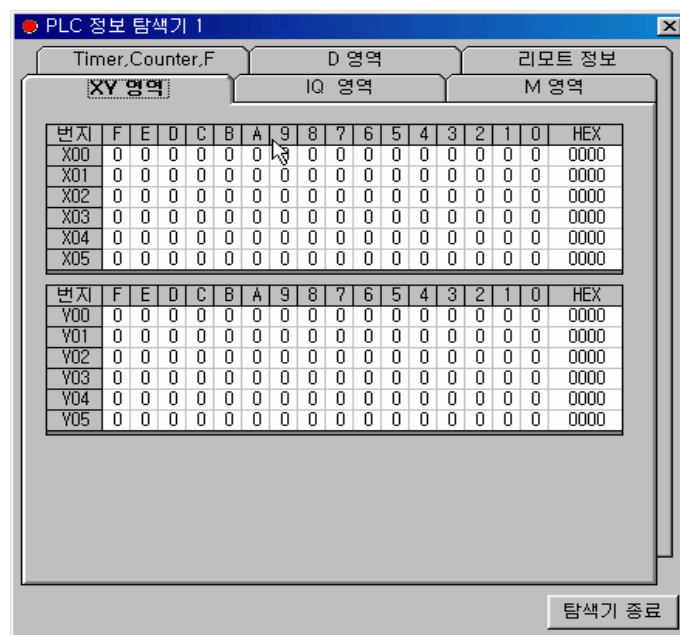 PLC 정보 탐색기 1
Timer,Counter,F D 영역 리모트 정보
XY 영역 IQ 영역 M 영역
번지 F E D C B A 9 8 7 6 5 4 3 2 1 0 HEX
X00 0 0 0 0 0 0 0 0 0 0 0 0 0 0 0 0 0000
X01 0 0 0 0 0 0 0 0 0 0 0 0 0 0 0 0 0000
X02 0 0 0 0 0 0 0 0 0 0 0 0 0 0 0 0 0000
X03 0 0 0 0 0 0 0 0 0 0 0 0 0 0 0 0 0000
X04 0 0 0 0 0 0 0 0 0 0 0 0 0 0 0 0 0000
X05 0 0 0 0 0 0 0 0 0 0 0 0 0 0 0 0 0000
번지 F E D C B A 9 8 7 6 5 4 3 2 1 0 HEX
Y00 0 0 0 0 0 0 0 0 0 0 0 0 0 0 0 0 0000
Y01 0 0 0 0 0 0 0 0 0 0 0 0 0 0 0 0 0000
Y02 0 0 0 0 0 0 0 0 0 0 0 0 0 0 0 0 0000
Y03 0 0 0 0 0 0 0 0 0 0 0 0 0 0 0 0 0000
Y04 0 0 0 0 0 0 0 0 0 0 0 0 0 0 0 0 0000
Y05 0 0 0 0 0 0 0 0 0 0 0 0 0 0 0 0 0000
탐색기 종료